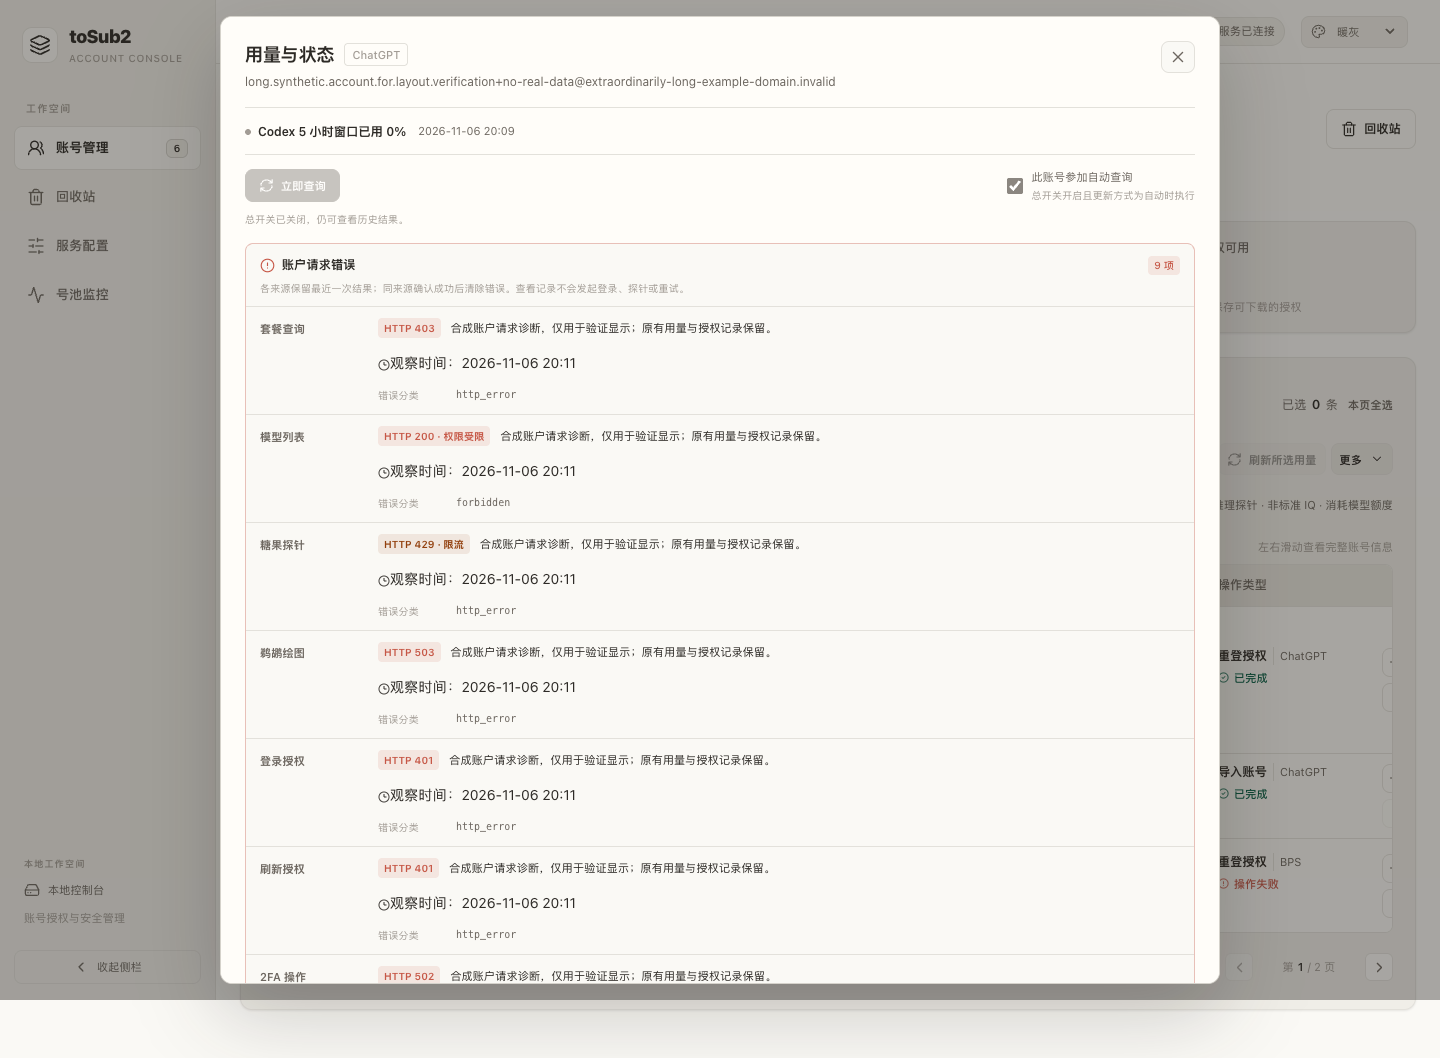 toSub2
ACCOUNT CONSOLE
工作空间
账号管理
6
回收站
服务配置
号池监控
本地工作空间
本地控制台
账号授权与安全管理
收起侧栏
用量与状态
ChatGPT
long.synthetic.account.for.layout.verification+no-real-data@extraordinarily-long-example-domain.invalid
Codex 5 小时窗口已用 0%
2026-11-06 20:09
立即查询
此账号参加自动查询
总开关开启且更新方式为自动时执行
总开关已关闭，仍可查看历史结果。
账户请求错误
9 项
各来源保留最近一次结果；同来源确认成功后清除错误。查看记录不会发起登录、探针或重试。
套餐查询
HTTP 403
合成账户请求诊断，仅用于验证显示；原有用量与授权记录保留。
观察时间： 2026-11-06 20:11
错误分类
http_error
模型列表
HTTP 200 · 权限受限
合成账户请求诊断，仅用于验证显示；原有用量与授权记录保留。
观察时间： 2026-11-06 20:11
错误分类
forbidden
糖果探针
HTTP 429 · 限流
合成账户请求诊断，仅用于验证显示；原有用量与授权记录保留。
观察时间： 2026-11-06 20:11
错误分类
http_error
鹈鹕绘图
HTTP 503
合成账户请求诊断，仅用于验证显示；原有用量与授权记录保留。
观察时间： 2026-11-06 20:11
错误分类
http_error
登录授权
HTTP 401
合成账户请求诊断，仅用于验证显示；原有用量与授权记录保留。
观察时间： 2026-11-06 20:11
错误分类
http_error
刷新授权
HTTP 401
合成账户请求诊断，仅用于验证显示；原有用量与授权记录保留。
观察时间： 2026-11-06 20:11
错误分类
http_error
2FA 操作
HTTP 502
合成账户请求诊断，仅用于验证显示；原有用量与授权记录保留。
服务已连接
暖灰
回收站
可用
存可下载的授权
已选 0 条
本页全选
刷新所选用量
更多
理探针 · 非标准 IQ · 消耗模型额度
左右滑动查看完整账号信息
操作类型
重登授权
ChatGPT
已完成
导入账号
ChatGPT
已完成
重登授权
BPS
操作失败
第 1 / 2 页